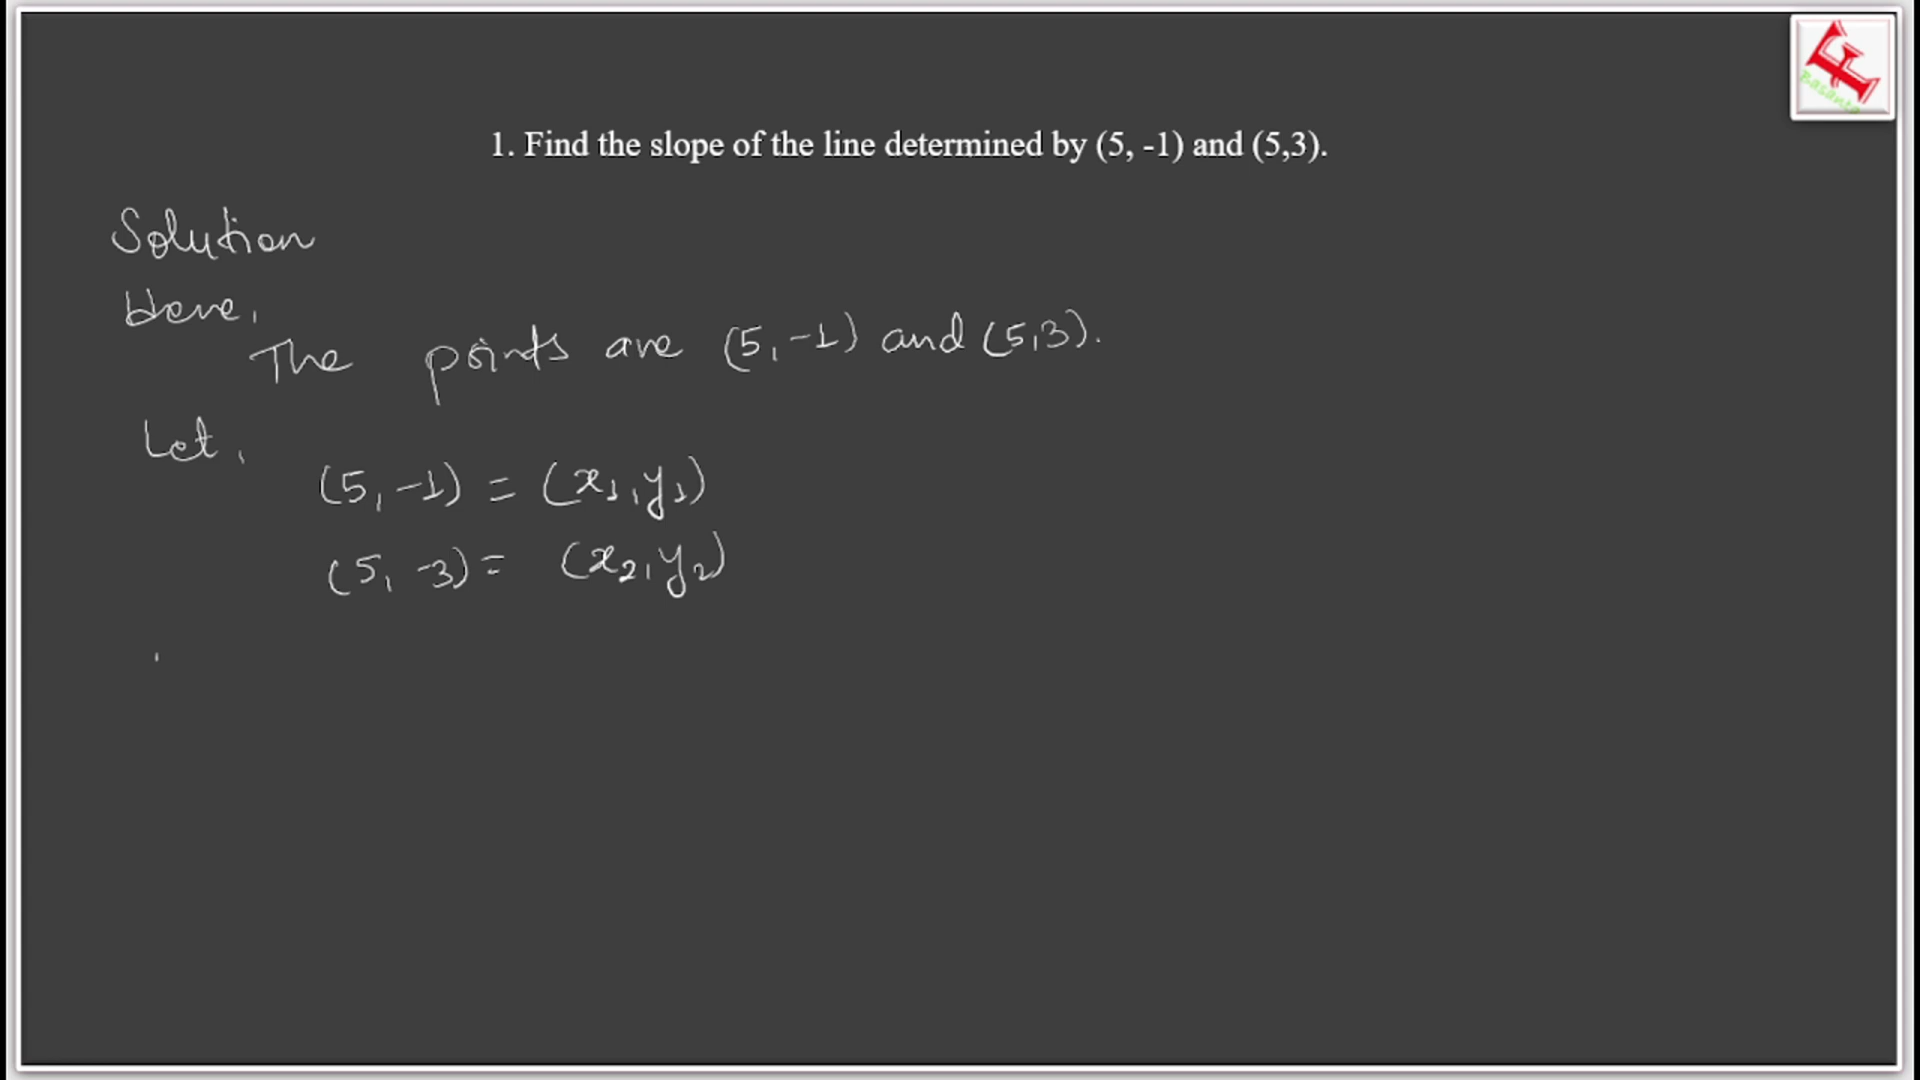 Basanta
1. Find the slope of the line determined by (5, -1) and (5,3).
Solution
Here,
The points are (5, -1) and (5,3).
Let,
(5, -1) = (x1, y1)
(5, -3) = (x2, y2)